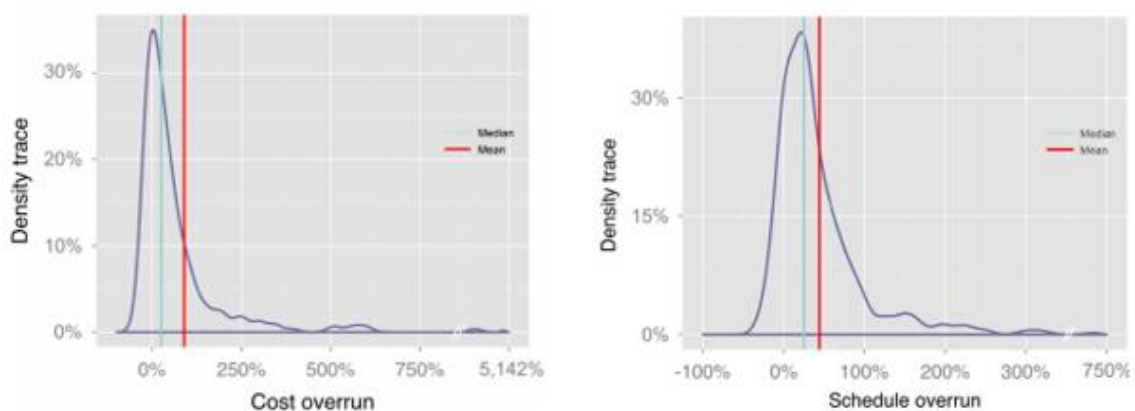 Density trace
30%
20%
10%
0%
Median
Mean
0%
250%
500%
750%
5,142%
Cost overrun
Density trace
30%
15%
0%
Median
Mean
-100%
0%
100%
200%
300%
750%
Schedule overrun